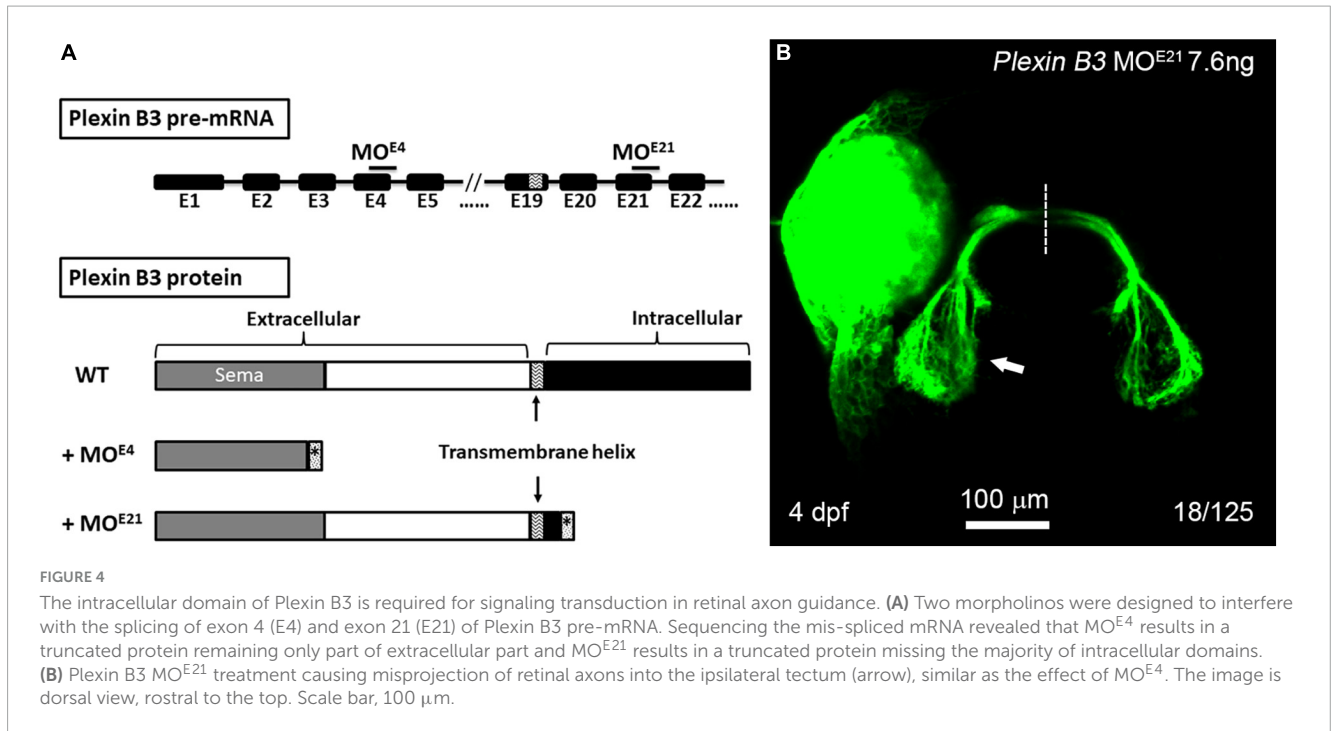 A
Plexin B3 pre-mRNA
MO^E4
MO^E21
//
E1 E2 E3 E4 E5 ...... E19 E20 E21 E22 ......
Plexin B3 protein
Extracellular
Intracellular
WT
Sema
+ MO^E4
*
Transmembrane helix
+ MO^E21
*
B
Plexin B3 MO^E21 7.6ng
4 dpf
100 μm
18/125
FIGURE 4
The intracellular domain of Plexin B3 is required for signaling transduction in retinal axon guidance. (A) Two morpholinos were designed to interfere
with the splicing of exon 4 (E4) and exon 21 (E21) of Plexin B3 pre-mRNA. Sequencing the mis-spliced mRNA revealed that MO^E4 results in a
truncated protein remaining only part of extracellular part and MO^E21 results in a truncated protein missing the majority of intracellular domains.
(B) Plexin B3 MO^E21 treatment causing misprojection of retinal axons into the ipsilateral tectum (arrow), similar as the effect of MO^E4. The image is
dorsal view, rostral to the top. Scale bar, 100 μm.